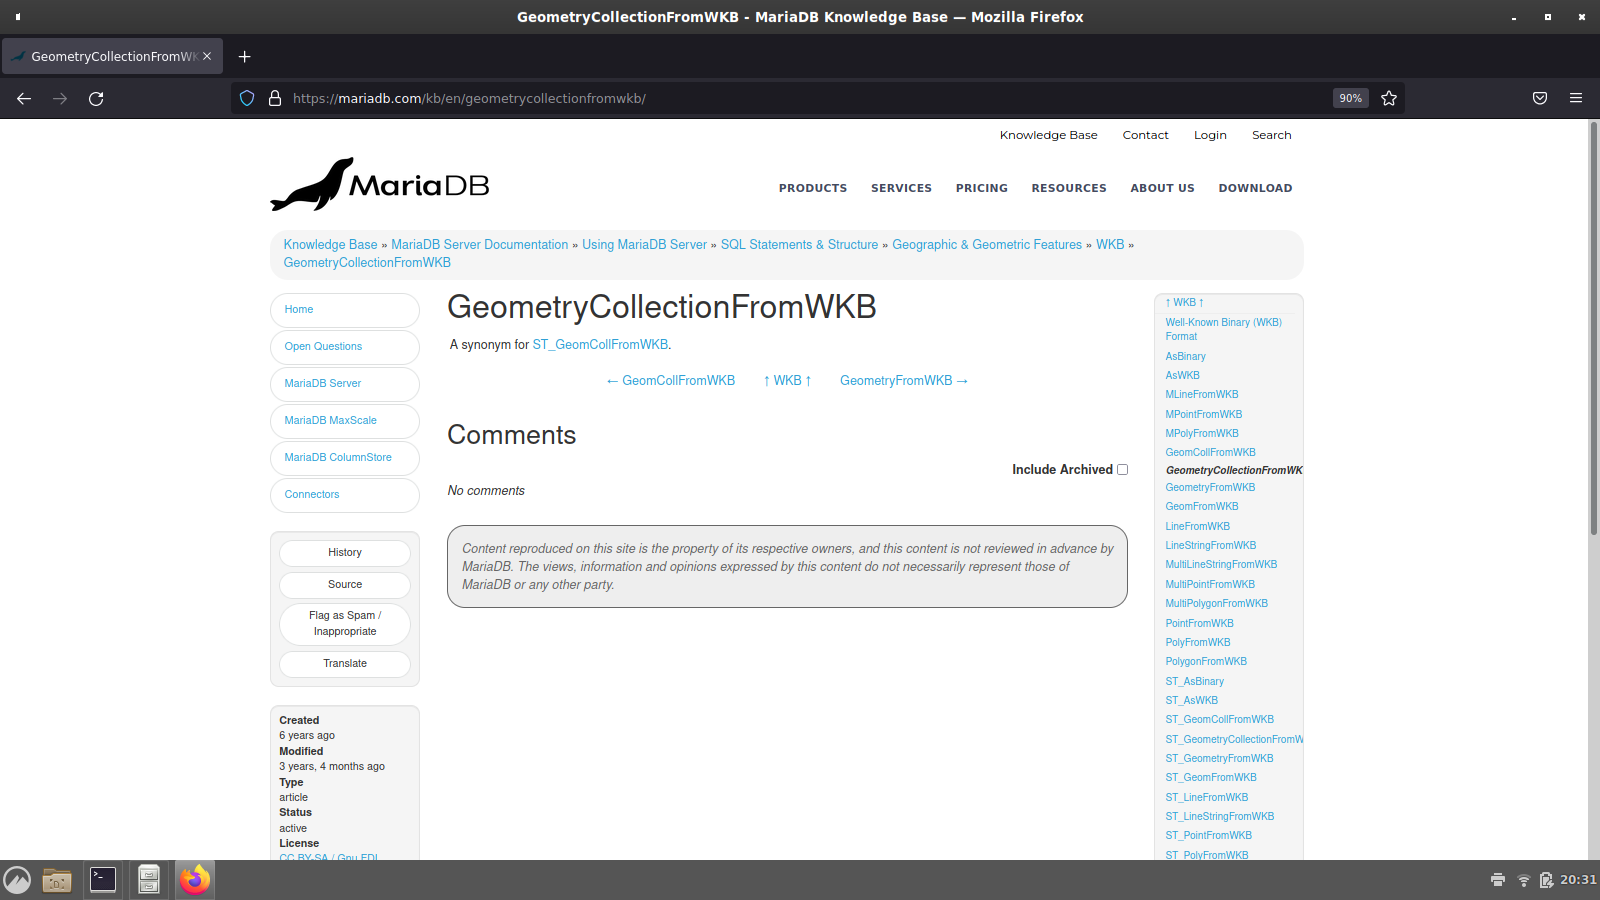 GeometryCollectionFromWKB - MariaDB Knowledge Base — Mozilla Firefox
GeometryCollectionFromWK
https://mariadb.com/kb/en/geometrycollectionfromwkb/
90%
Knowledge Base Contact Login Search
MariaDB
PRODUCTS SERVICES PRICING RESOURCES ABOUT US DOWNLOAD
Knowledge Base » MariaDB Server Documentation » Using MariaDB Server » SQL Statements & Structure » Geographic & Geometric Features » WKB »
GeometryCollectionFromWKB
Home
Open Questions
MariaDB Server
MariaDB MaxScale
MariaDB ColumnStore
Connectors
History
Source
Flag as Spam /
Inappropriate
Translate
Created
6 years ago
Modified
3 years, 4 months ago
Type
article
Status
active
License
CC BY-SA / Gnu FDL
GeometryCollectionFromWKB
A synonym for ST_GeomCollFromWKB.
← GeomCollFromWKB ↑ WKB ↑ GeometryFromWKB →
Comments
Include Archived
No comments
Content reproduced on this site is the property of its respective owners, and this content is not reviewed in advance by
MariaDB. The views, information and opinions expressed by this content do not necessarily represent those of
MariaDB or any other party.
↑ WKB ↑
Well-Known Binary (WKB)
Format
AsBinary
AsWKB
MLineFromWKB
MPointFromWKB
MPolyFromWKB
GeomCollFromWKB
GeometryCollectionFromWK
GeometryFromWKB
GeomFromWKB
LineFromWKB
LineStringFromWKB
MultiLineStringFromWKB
MultiPointFromWKB
MultiPolygonFromWKB
PointFromWKB
PolyFromWKB
PolygonFromWKB
ST_AsBinary
ST_AsWKB
ST_GeomCollFromWKB
ST_GeometryCollectionFromW
ST_GeometryFromWKB
ST_GeomFromWKB
ST_LineFromWKB
ST_LineStringFromWKB
ST_PointFromWKB
ST_PolyFromWKB
20:31